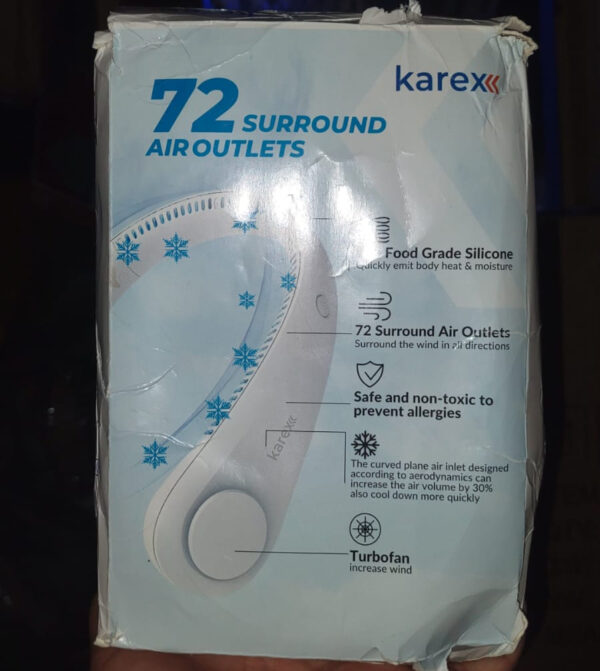 karex
72 SURROUND
AIR OUTLETS
Food Grade Silicone
Quickly emit body heat & moisture
72 Surround Air Outlets
Surround the wind in all directions
Safe and non-toxic to
prevent allergies
karex
The curved plane air inlet designed
according to aerodynamics can
increase the air volume by 30%
also cool down more quickly
Turbofan
increase wind